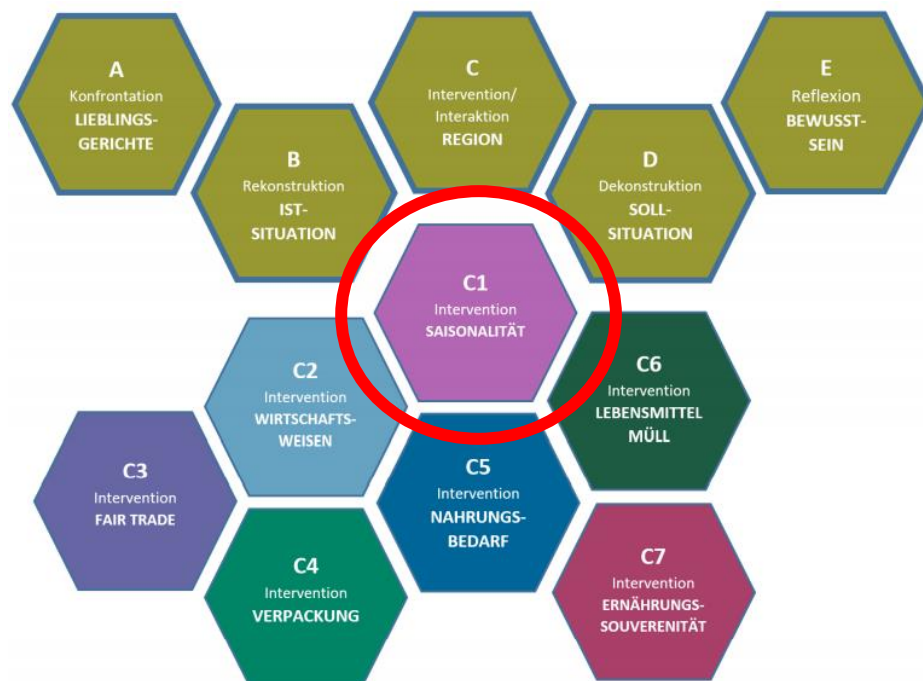 A
Konfrontation
LIEBLINGS-
GERICHTE
B
Rekonstruktion
IST-
SITUATION
C
Intervention/
Interaktion
REGION
D
Dekonstruktion
SOLL-
SITUATION
E
Reflexion
BEWUSST-
SEIN
C1
Intervention
SAISONALITÄT
C2
Intervention
WIRTSCHAFTS-
WEISEN
C3
Intervention
FAIR TRADE
C4
Intervention
VERPACKUNG
C5
Intervention
NAHRUNGS-
BEDARF
C6
Intervention
LEBENSMITTEL
MÜLL
C7
Intervention
ERNÄHRUNGS-
SOUVERENITÄT